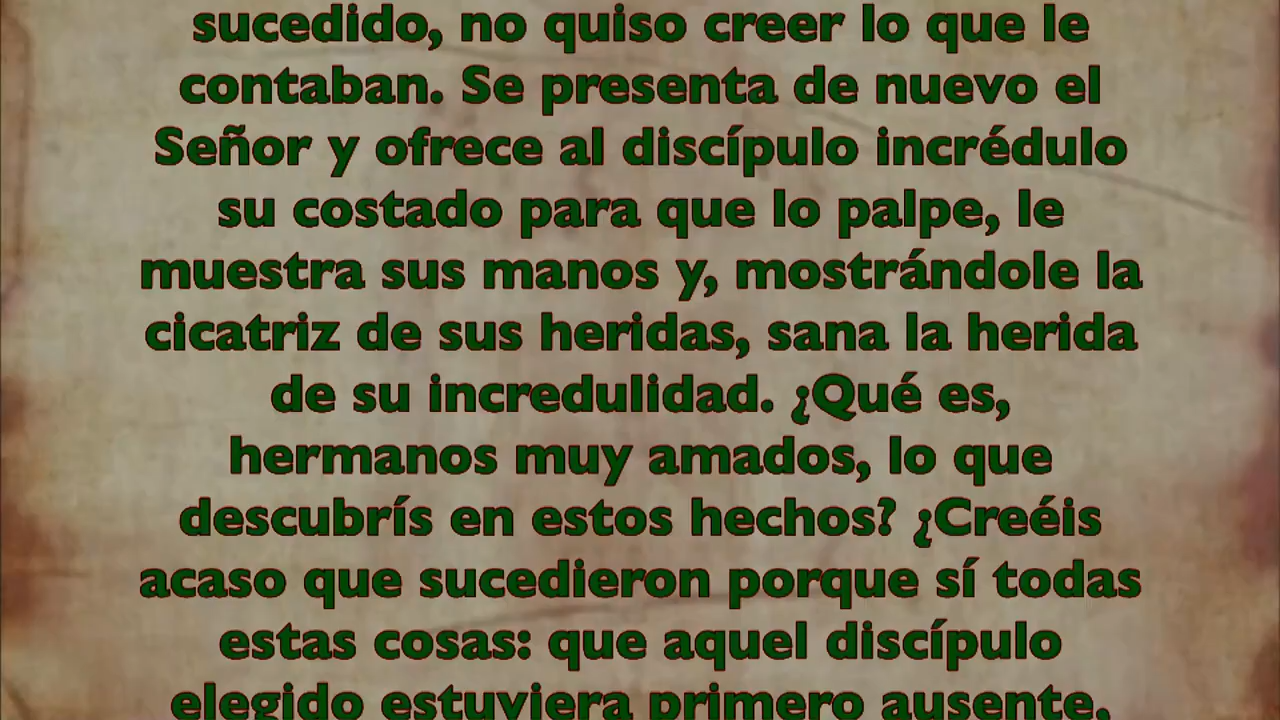 sucedido, no quiso creer lo que le
contaban. Se presenta de nuevo el
Señor y ofrece al discípulo incrédulo
su costado para que lo palpe, le
muestra sus manos y, mostrándole la
cicatriz de sus heridas, sana la herida
de su incredulidad. ¿Qué es,
hermanos muy amados, lo que
descubrís en estos hechos? ¿Creéis
acaso que sucedieron porque sí todas
estas cosas: que aquel discípulo
elegido estuviera primero ausente,